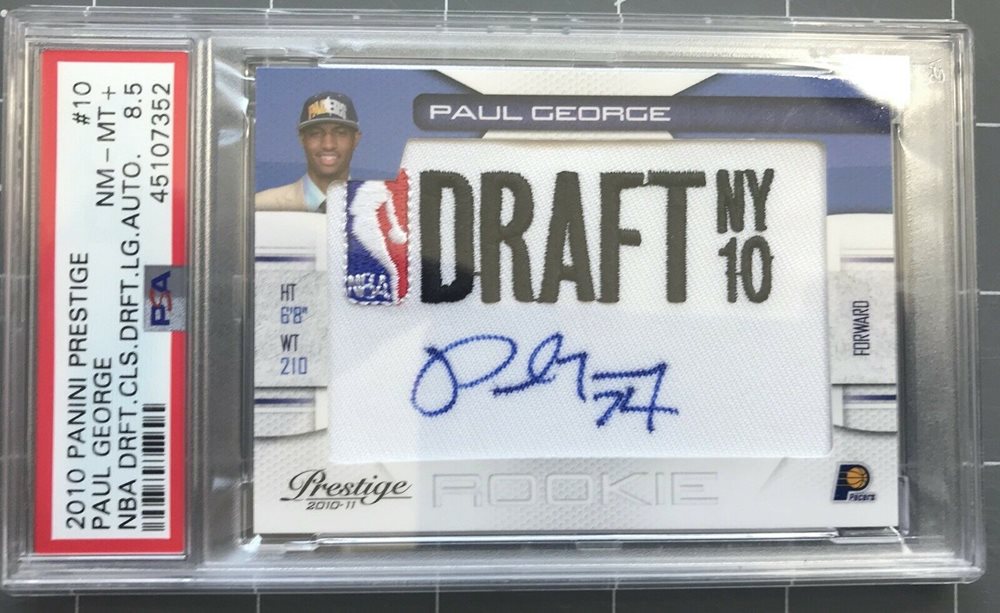 2010 PANINI PRESTIGE #10
PAUL GEORGE NM-MT+
NBA DRFT.CLS.DRFT.LG.AUTO. 8.5
45107352
PSA
PAUL GEORGE
NBA
DRAFT
NY
10
HT
6'8"
WT
210
FORWARD
Prestige
2010-11
ROOKIE
Pacers